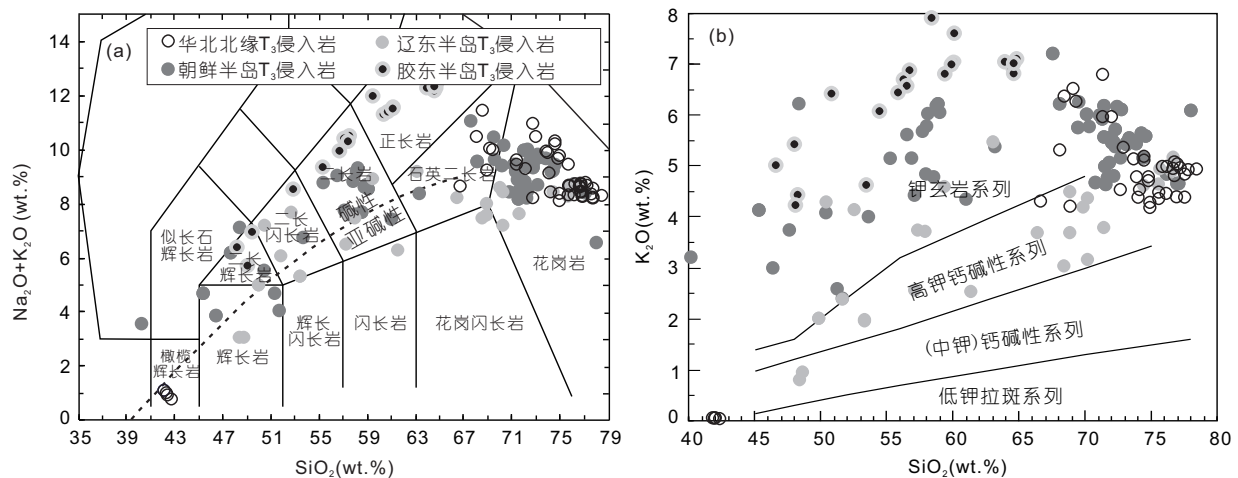 (a)
华北北缘T₃侵入岩
辽东半岛T₃侵入岩
朝鲜半岛T₃侵入岩
胶东半岛T₃侵入岩
Na₂O+K₂O (wt.%)
14
12
10
8
6
4
2
0
正长岩
二长岩
石英二长岩
碱性
亚碱性
二长
闪长岩
似长石
辉长岩
二长
辉长岩
花岗岩
橄榄
辉长岩
辉长岩
辉长
闪长岩
闪长岩
花岗闪长岩
35 39 43 47 51 55 59 63 67 71 75 79
SiO₂(wt.%)
(b)
K₂O (wt.%)
8
7
6
5
4
3
2
1
0
钾玄岩系列
高钾钙碱性系列
(中钾)钙碱性系列
低钾拉斑系列
40 45 50 55 60 65 70 75 80
SiO₂(wt.%)